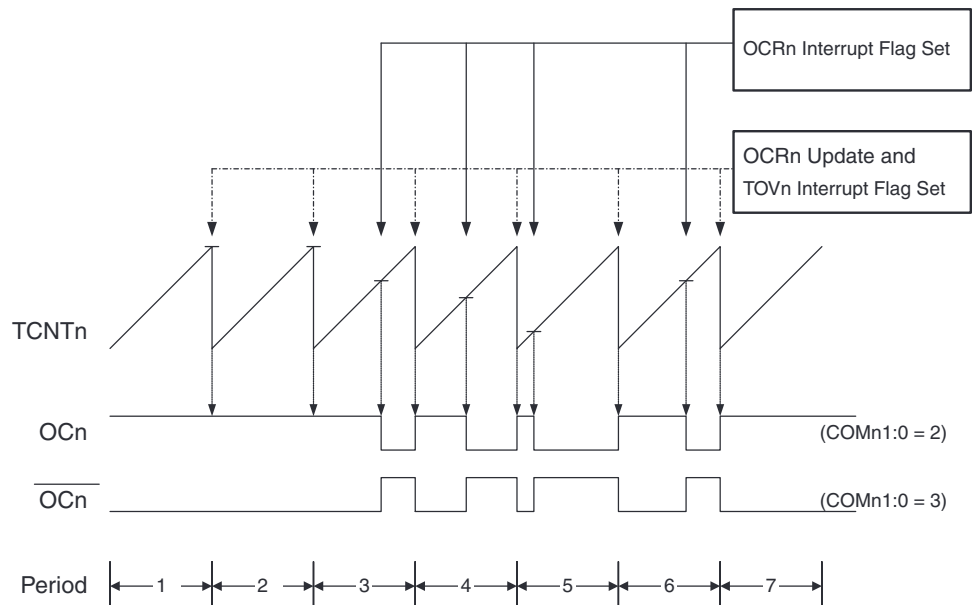 OCRn Interrupt Flag Set
OCRn Update and
TOVn Interrupt Flag Set
TCNTn
OCn
(COMn1:0 = 2)
OCn
(COMn1:0 = 3)
Period
1
2
3
4
5
6
7